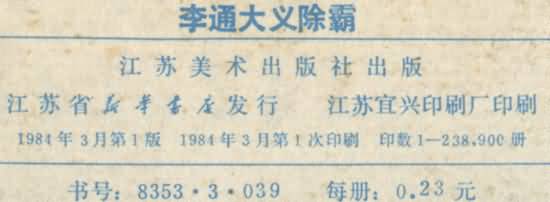 李通大义除霸
江苏美术出版社出版
江苏省新华书店发行　江苏宜兴印刷厂印刷
1984年3月第1版　1984年3月第1次印刷　印数1—238,900册
书号：8353·3·039　每册：0.23元